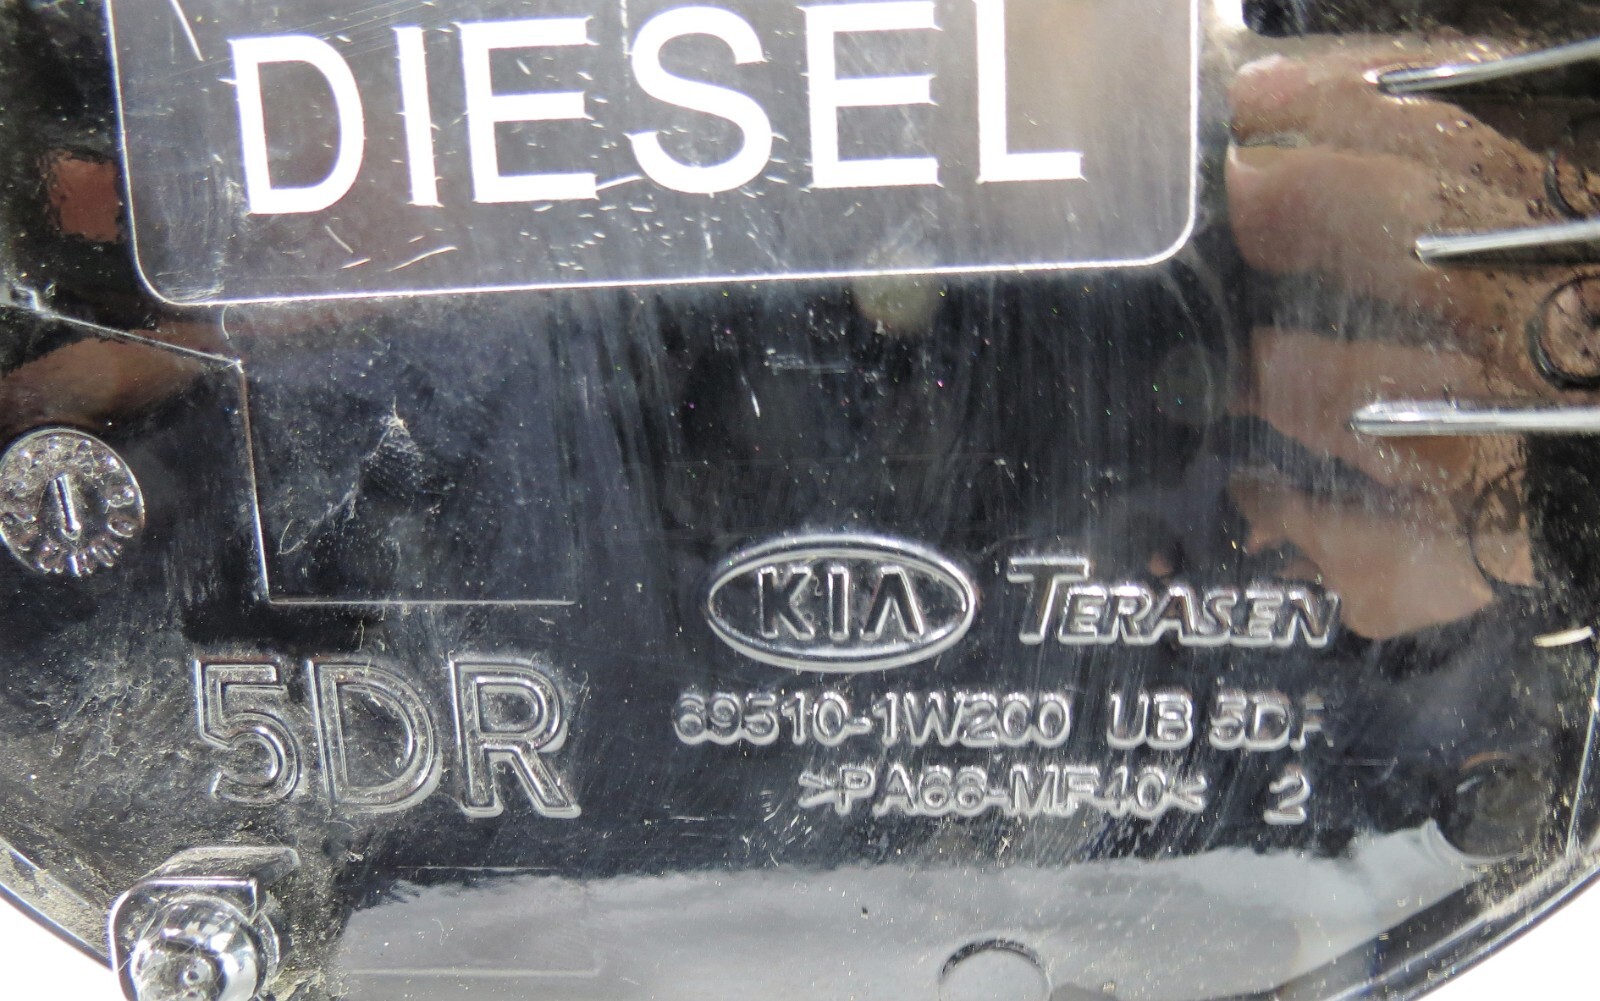 DIESEL
KIA TERASEN
5DR
69510-1W200 UB 5DR
>PA66-MF40< 2